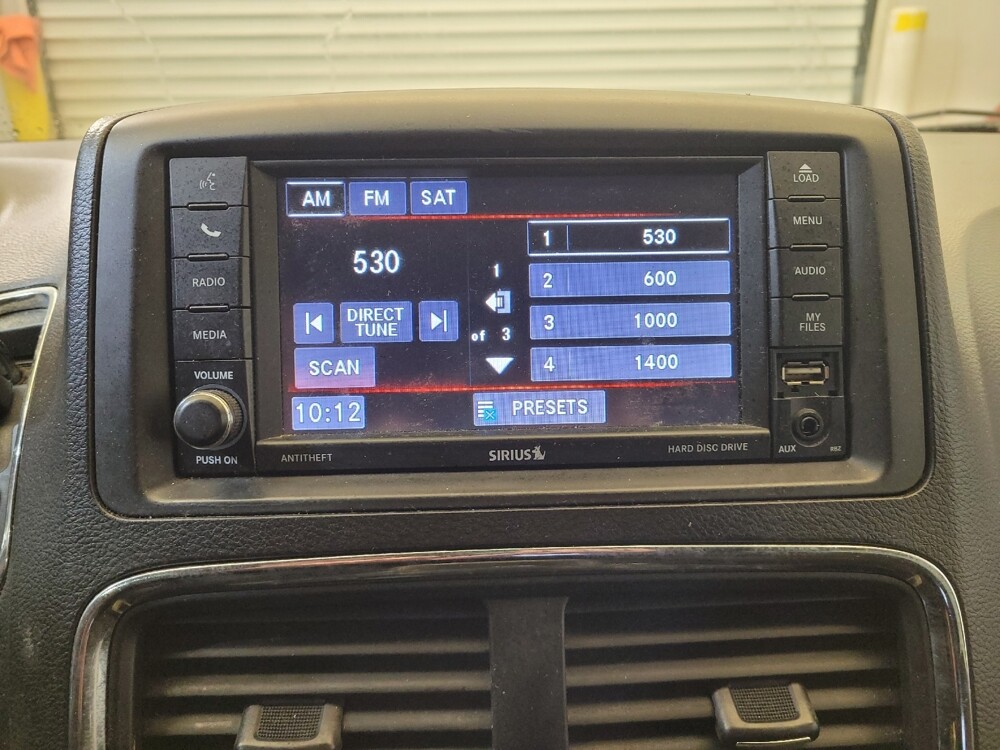 AM FM SAT
530
1
of 3
DIRECT
TUNE
SCAN
10:12
PRESETS
1 530
2 600
3 1000
4 1400
RADIO
MEDIA
VOLUME
PUSH ON
LOAD
MENU
AUDIO
MY
FILES
AUX
RBZ
ANTITHEFT
SIRIUS
HARD DISC DRIVE